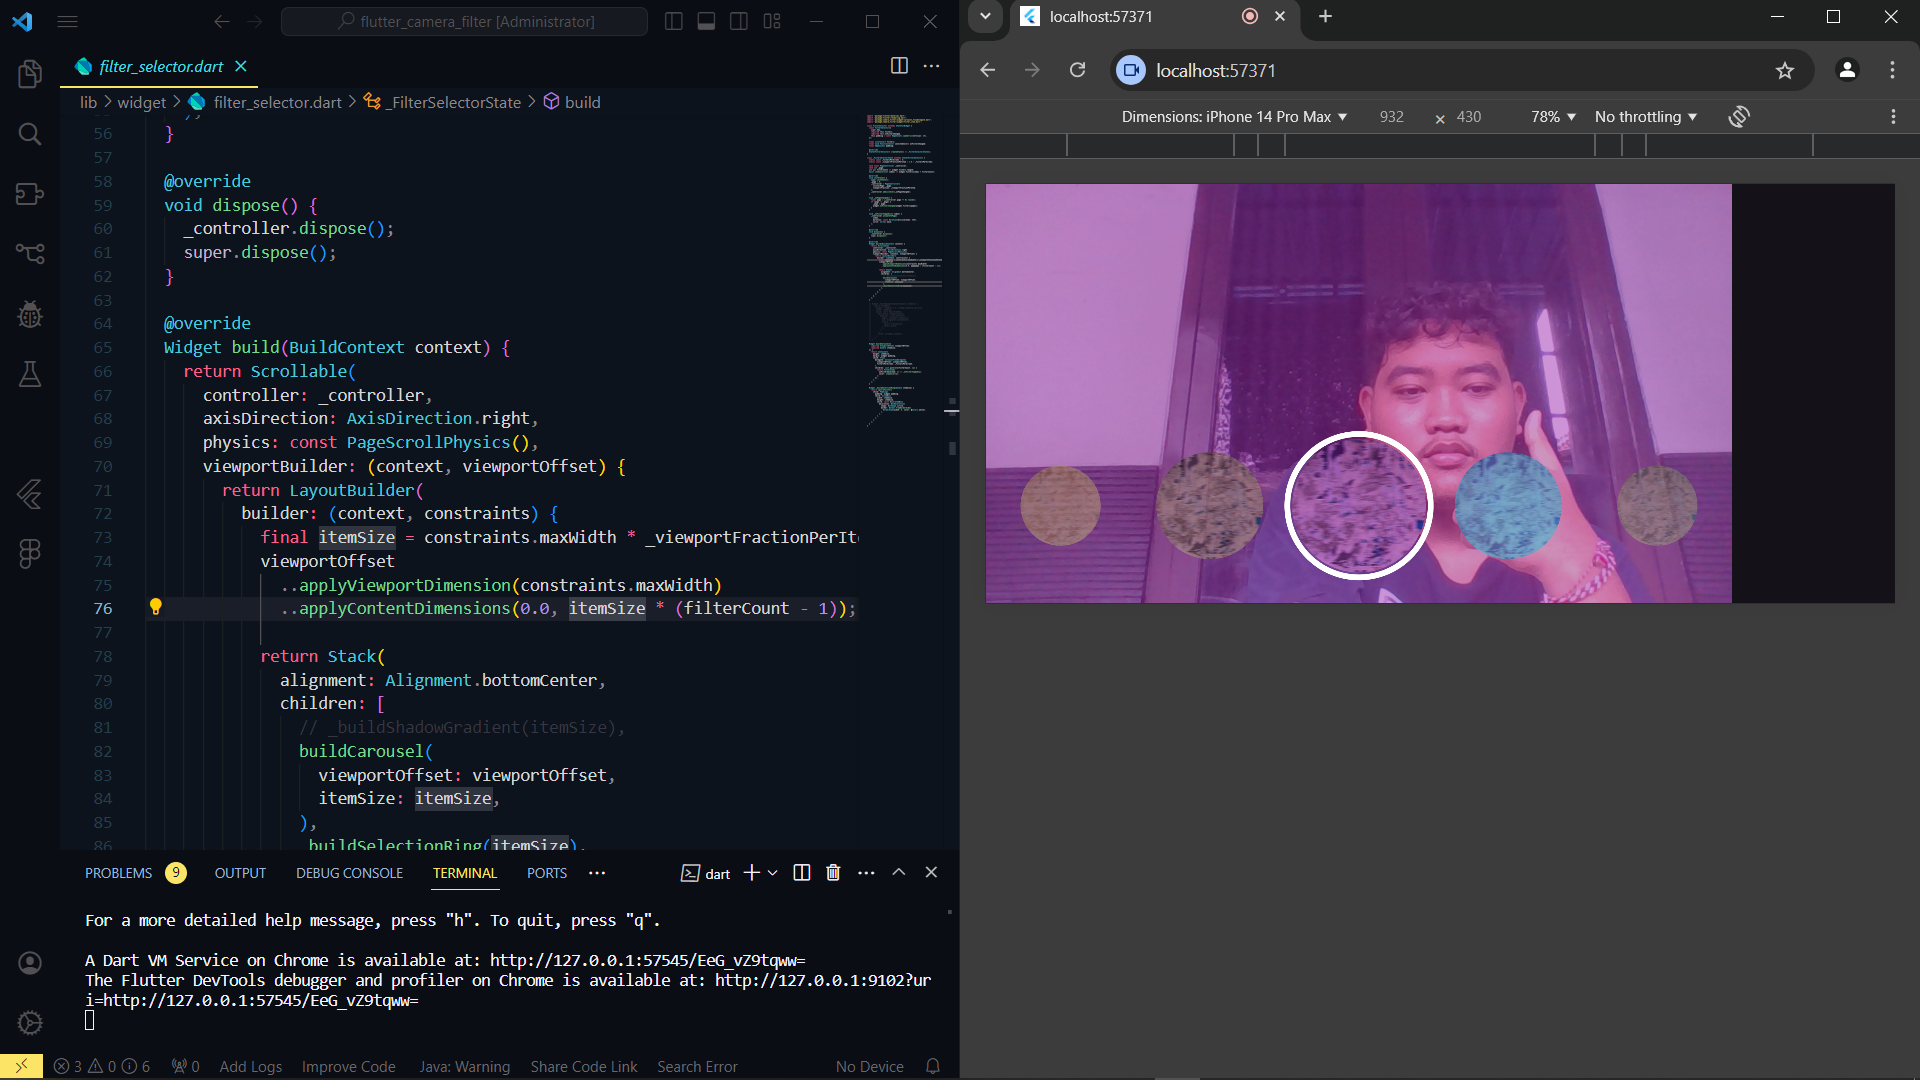 flutter_camera_filter [Administrator]
filter_selector.dart
lib > widget > filter_selector.dart > _FilterSelectorState > build
56 }
57
58 @override
59 void dispose() {
60 _controller.dispose();
61 super.dispose();
62 }
63
64 @override
65 Widget build(BuildContext context) {
66 return Scrollable(
67 controller: _controller,
68 axisDirection: AxisDirection.right,
69 physics: const PageScrollPhysics(),
70 viewportBuilder: (context, viewportOffset) {
71 return LayoutBuilder(
72 builder: (context, constraints) {
73 final itemSize = constraints.maxWidth * _viewportFractionPerIt
74 viewportOffset
75 ..applyViewportDimension(constraints.maxWidth)
76 ..applyContentDimensions(0.0, itemSize * (filterCount - 1));
77
78 return Stack(
79 alignment: Alignment.bottomCenter,
80 children: [
81 // _buildShadowGradient(itemSize),
82 buildCarousel(
83 viewportOffset: viewportOffset,
84 itemSize: itemSize,
85 ),
86 buildSelectionRing(itemSize),
PROBLEMS 9 OUTPUT DEBUG CONSOLE TERMINAL PORTS ··· dart
For a more detailed help message, press "h". To quit, press "q".
A Dart VM Service on Chrome is available at: http://127.0.0.1:57545/EeG_vZ9tqww=
The Flutter DevTools debugger and profiler on Chrome is available at: http://127.0.0.1:9102?ur
i=http://127.0.0.1:57545/EeG_vZ9tqww=
3 0 6 0 Add Logs Improve Code Java: Warning Share Code Link Search Error No Device
localhost:57371
localhost:57371
Dimensions: iPhone 14 Pro Max ▼ 932 × 430 78% ▼ No throttling ▼